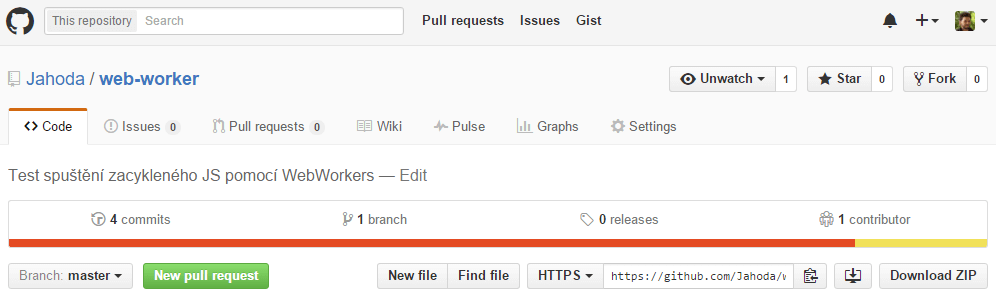 This repository Search Pull requests Issues Gist
Jahoda / web-worker Unwatch 1 Star 0 Fork 0
Code Issues 0 Pull requests 0 Wiki Pulse Graphs Settings
Test spuštění zacykleného JS pomocí WebWorkers — Edit
4 commits 1 branch 0 releases 1 contributor
Branch: master New pull request New file Find file HTTPS https://github.com/Jahoda/w Download ZIP